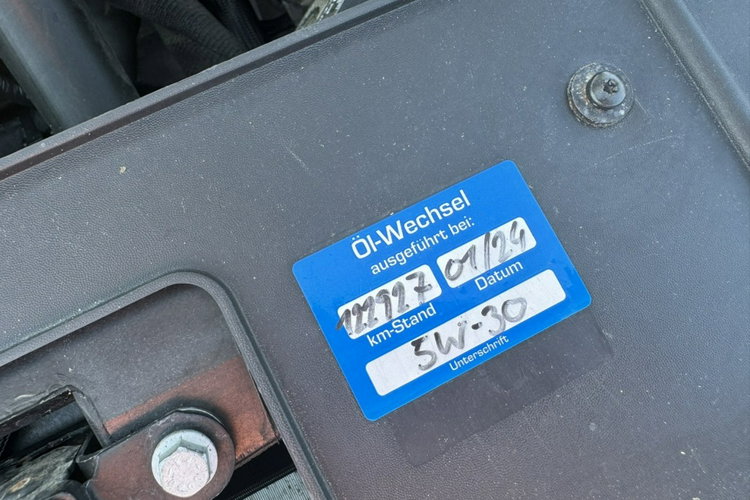 Öl-Wechsel
ausgeführt bei:
122927 01/24
km-Stand Datum
5W-30
Unterschrift